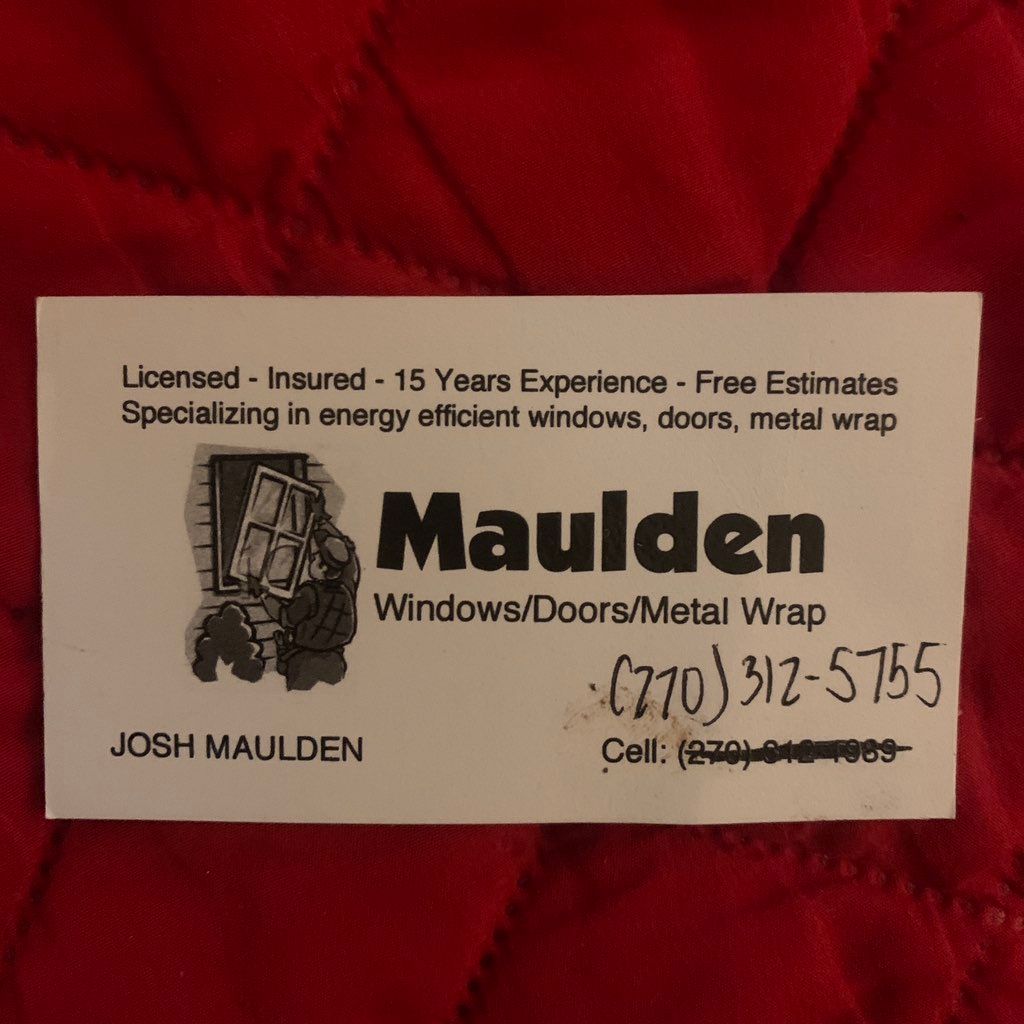 Licensed - Insured - 15 Years Experience - Free Estimates
Specializing in energy efficient windows, doors, metal wrap
Maulden
Windows/Doors/Metal Wrap
(270) 312-5755
JOSH MAULDEN
Cell: (270)